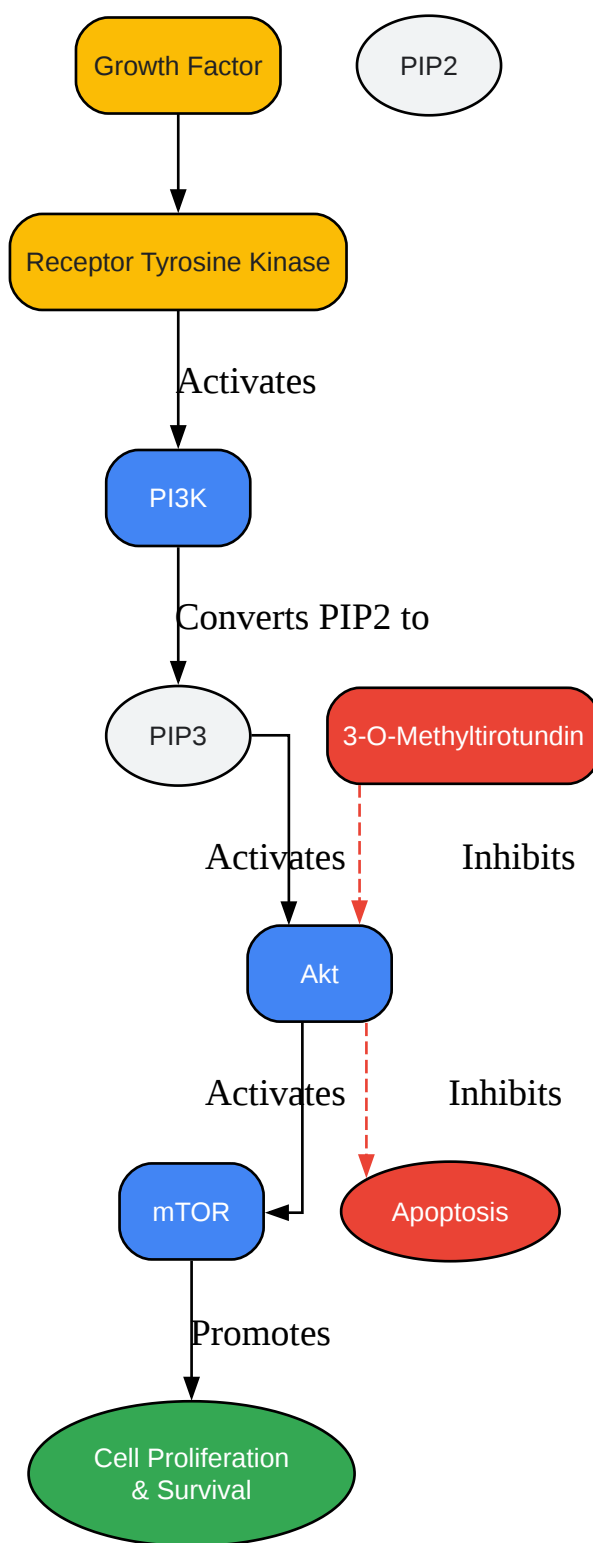 Growth Factor
PIP2
Receptor Tyrosine Kinase
Activates
PI3K
Converts PIP2 to
PIP3
3-O-Methyltirotundin
Activates
Inhibits
Akt
Activates
Inhibits
mTOR
Apoptosis
Promotes
Cell Proliferation
& Survival